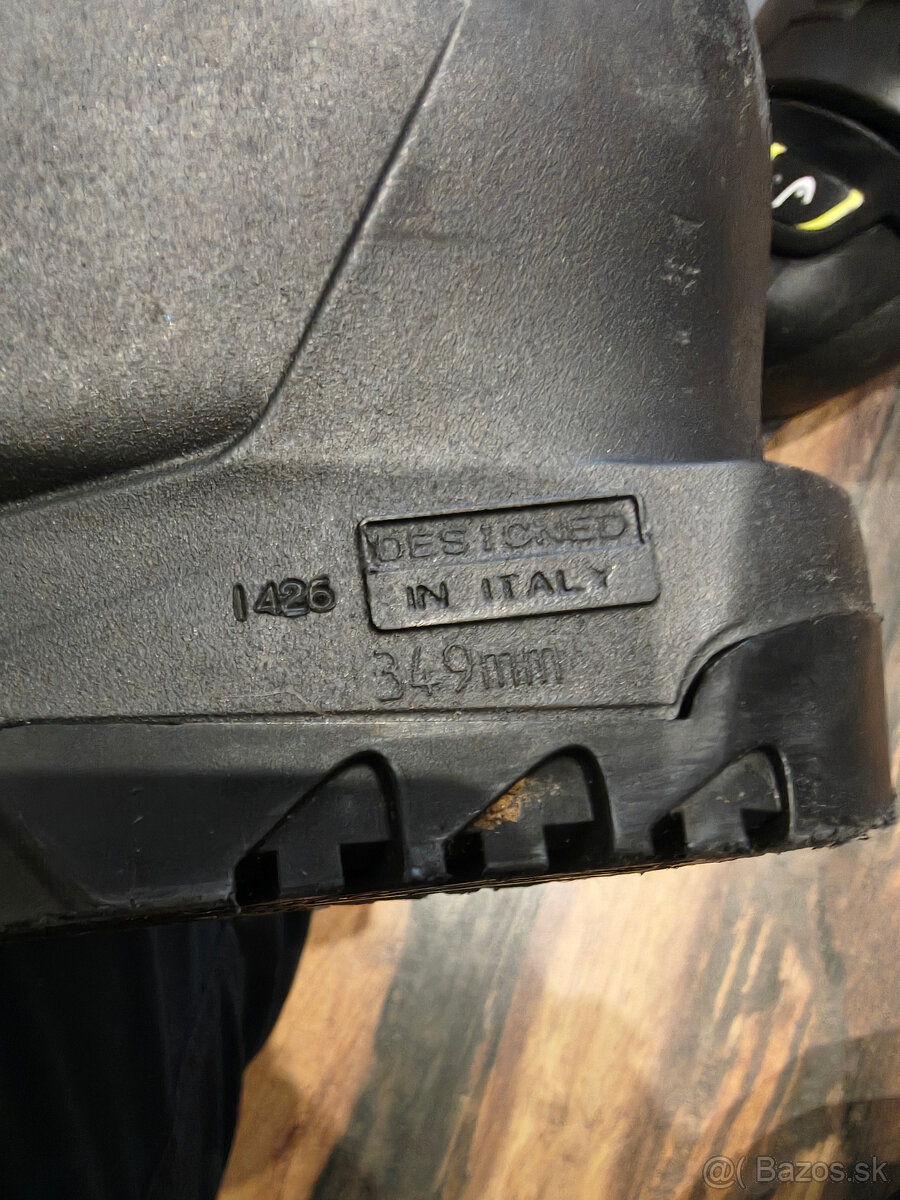 DESIGNED
IN ITALY
1426
349mm
@( Bazos.sk